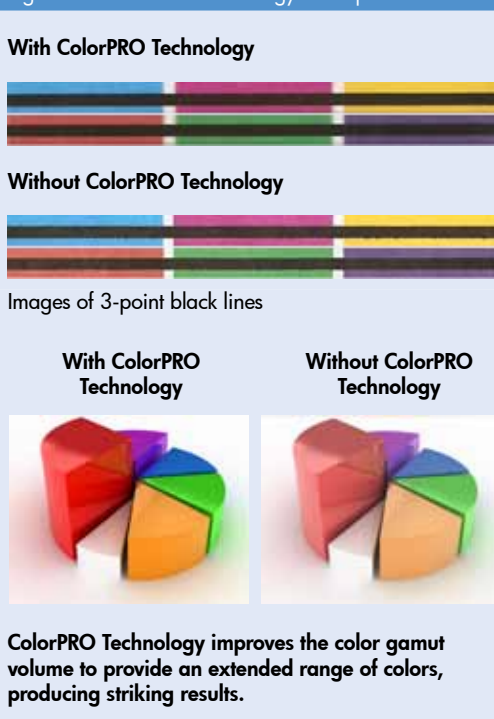 With ColorPRO Technology
Without ColorPRO Technology
Images of 3-point black lines
With ColorPRO
Technology
Without ColorPRO
Technology
ColorPRO Technology improves the color gamut
volume to provide an extended range of colors,
producing striking results.